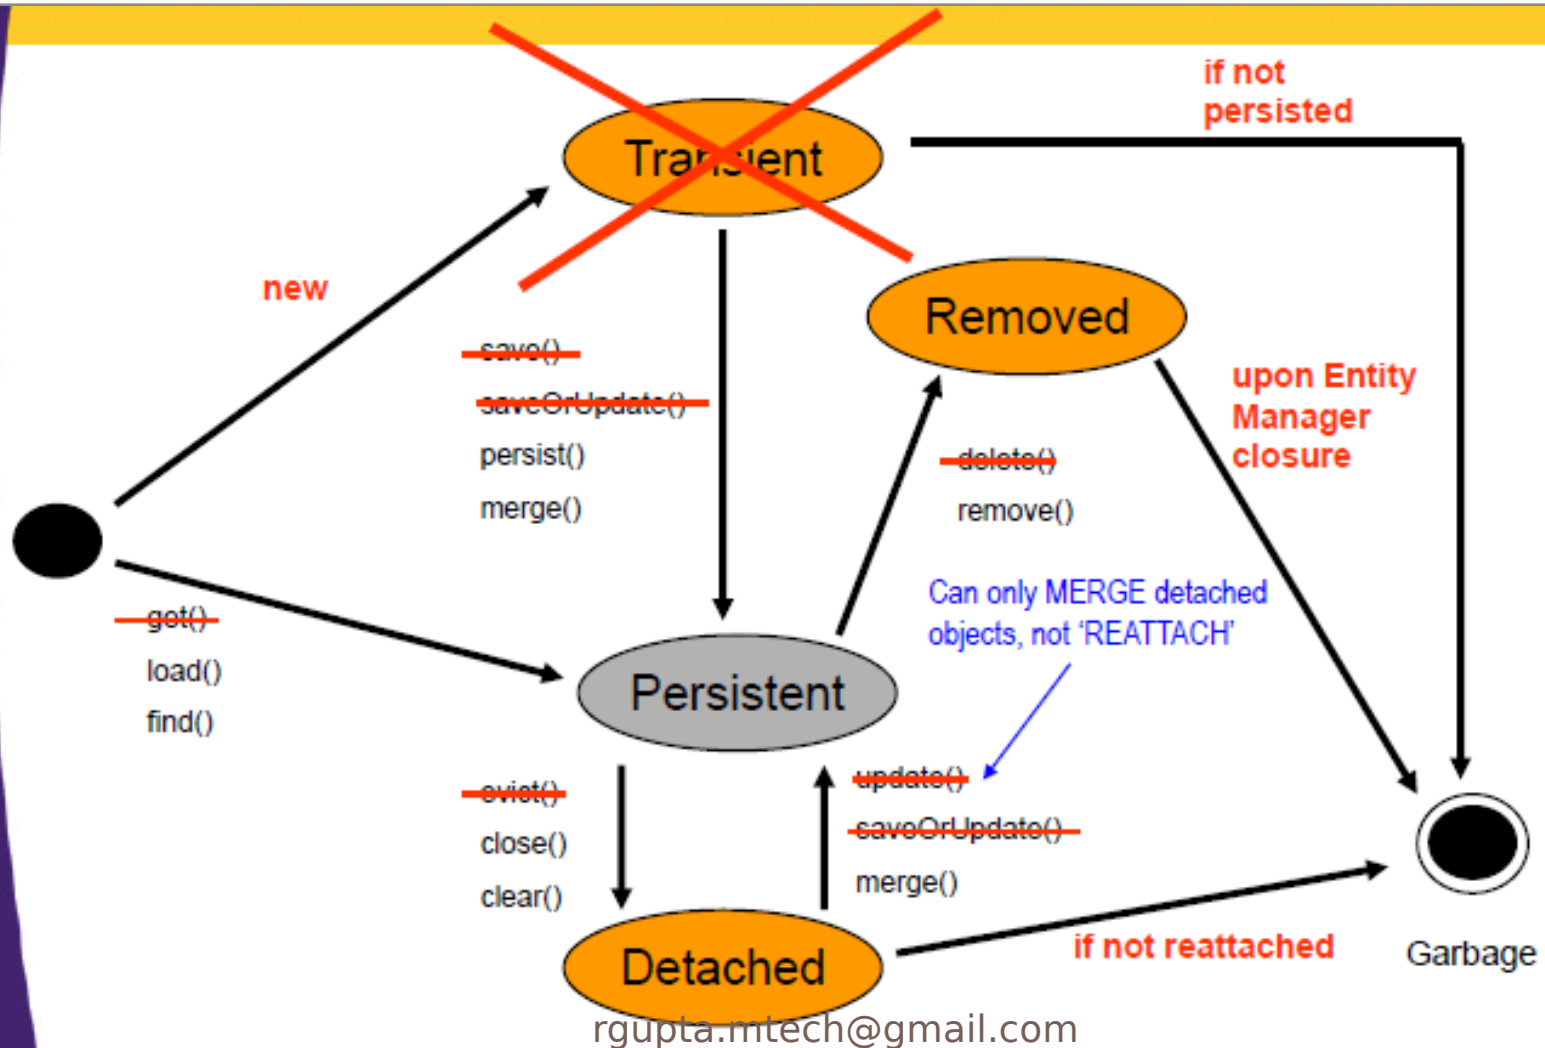 if not
persisted
Transient
new
Removed
save()
saveOrUpdate()
persist()
merge()
upon Entity
Manager
closure
delete()
remove()
Can only MERGE detached
objects, not ‘REATTACH’
get()
load()
find()
Persistent
evict()
close()
clear()
update()
saveOrUpdate()
merge()
if not reattached
Garbage
Detached
rgupta.mtech@gmail.com